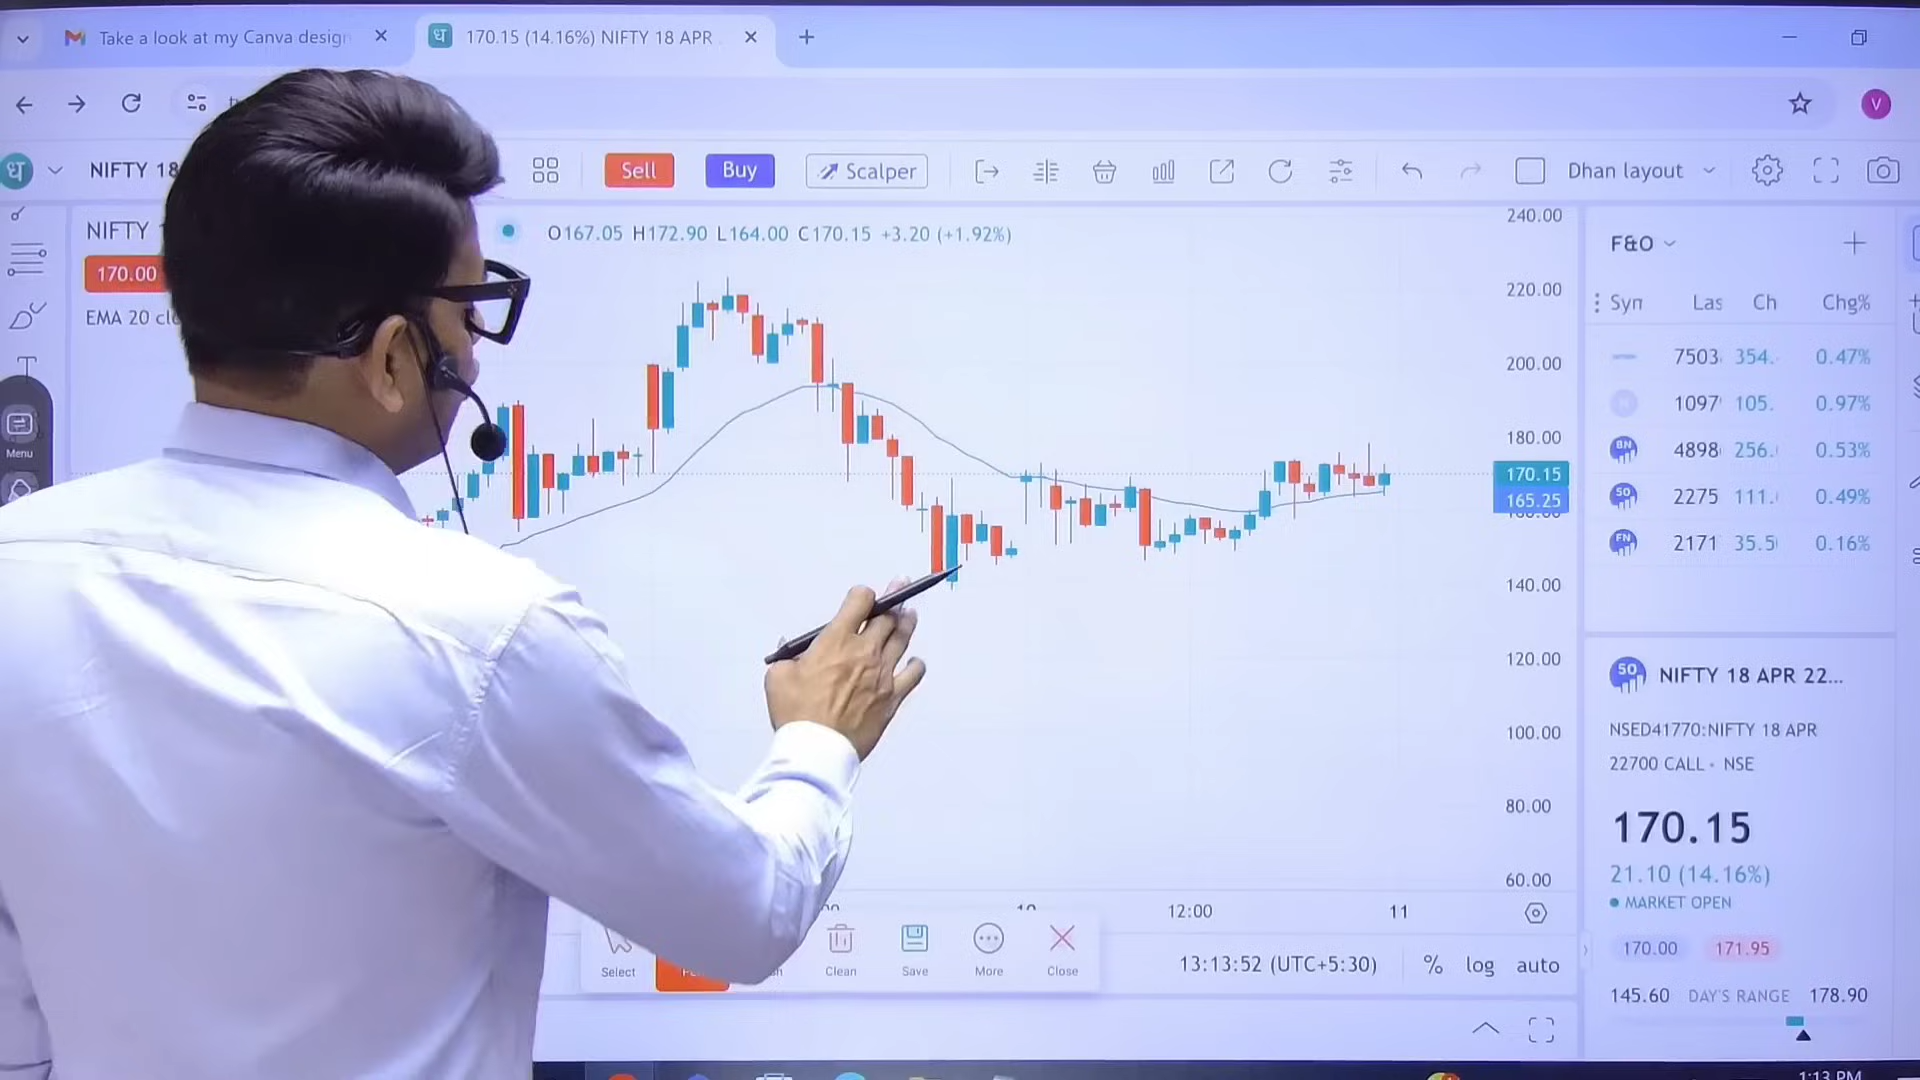 Take a look at my Canva design
170.15 (14.16%) NIFTY 18 APR
V
ध
NIFTY 18
Sell
Buy
Scalper
Dhan layout
NIFTY
O167.05 H172.90 L164.00 C170.15 +3.20 (+1.92%)
170.00
EMA 20 clo
Menu
240.00
220.00
200.00
180.00
170.15
165.25
160.00
140.00
120.00
100.00
80.00
60.00
12:00
11
F&O
Sym
Las
Ch
Chg%
7503 354. 0.47%
1097 105. 0.97%
BN 4898 256. 0.53%
50 2275 111. 0.49%
FN 2171 35.5 0.16%
50 NIFTY 18 APR 22...
NSED41770:NIFTY 18 APR
22700 CALL • NSE
170.15
21.10 (14.16%)
MARKET OPEN
170.00 171.95
145.60 DAY'S RANGE 178.90
Select
Clean
Save
More
Close
13:13:52 (UTC+5:30)
%
log
auto
1:13 PM